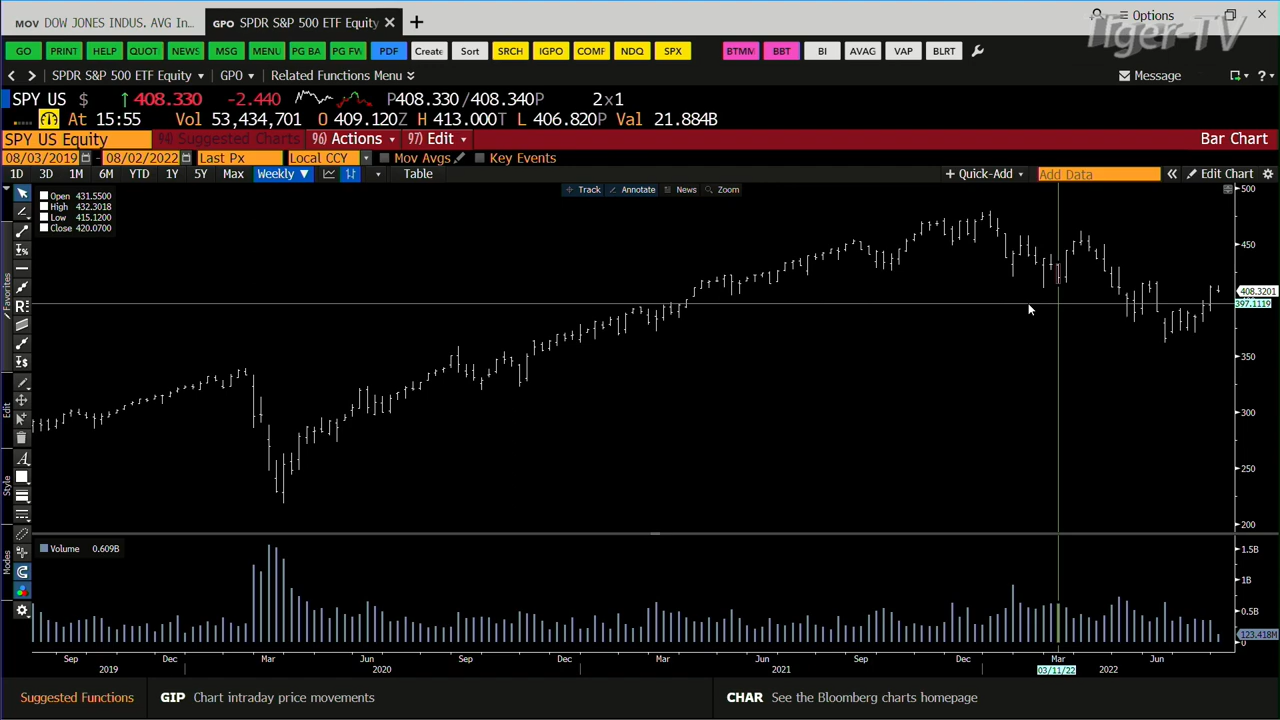 MOV DOW JONES INDUS. AVG In... GPO SPDR S&P 500 ETF Equity Options
Tiger-TV
GO PRINT HELP QUOT NEWS MSG MENU PG BA PG FW PDF Create Sort SRCH IGPO COMF NDQ SPX BTMM BBT BI AVAG VAP BLRT
SPDR S&P 500 ETF Equity GPO Related Functions Menu Message
SPY US $ 408.330 -2.440 P408.330/408.340P 2x1
At 15:55 Vol 53,434,701 O 409.120Z H 413.000T L 406.820P Val 21.884B
SPY US Equity 94) Suggested Charts 96) Actions 97) Edit Bar Chart
08/03/2019 - 08/02/2022 Last Px Local CCY Mov Avgs Key Events
1D 3D 1M 6M YTD 1Y 5Y Max Weekly Table + Quick-Add Add Data Edit Chart
Track Annotate News Zoom
Open 431.5500
High 432.3018
Low 415.1200
Close 420.0700
Favorites
Edit
Style
Modes
500
450
408.3201
397.1119
350
300
250
200
Volume 0.609B
1.5B
1B
0.5B
123.418M
0
Sep Dec Mar Jun Sep Dec Mar Jun Sep Dec Mar Jun
2019 2020 2021 03/11/22 2022
Suggested Functions GIP Chart intraday price movements CHAR See the Bloomberg charts homepage